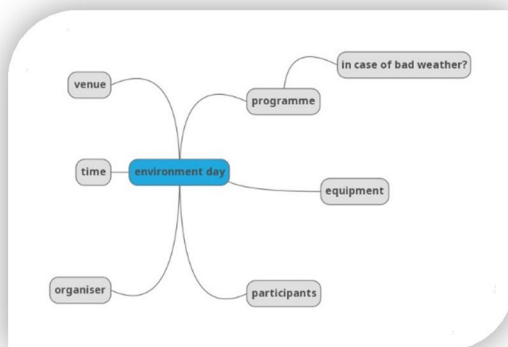 in case of bad weather?
venue
programme
time
environment day
equipment
organiser
participants